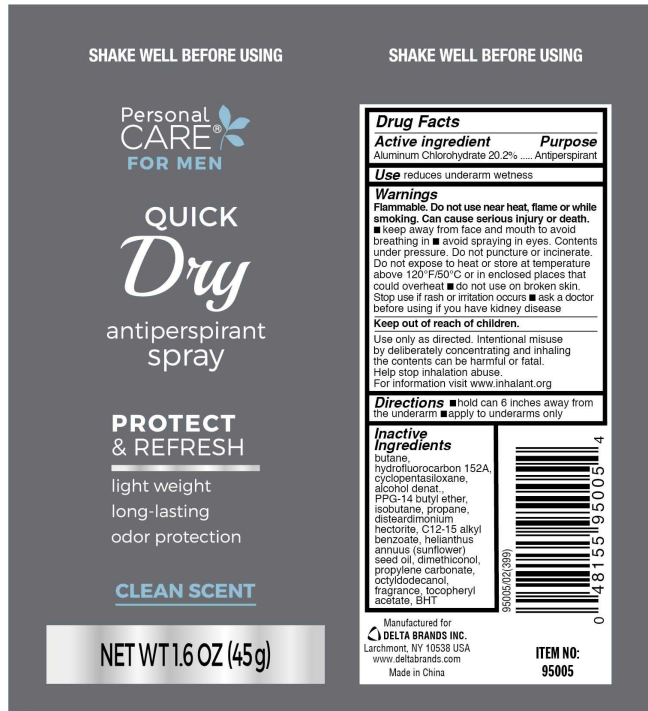 SHAKE WELL BEFORE USING
Personal
CARE®
FOR MEN
QUICK
Dry
antiperspirant
spray
PROTECT
& REFRESH
light weight
long-lasting
odor protection
CLEAN SCENT
NET WT 1.6 OZ (45g)
SHAKE WELL BEFORE USING
Drug Facts
Active ingredient Purpose
Aluminum Chlorohydrate 20.2% ..... Antiperspirant
Use reduces underarm wetness
Warnings
Flammable. Do not use near heat, flame or while
smoking. Can cause serious injury or death.
■ keep away from face and mouth to avoid
breathing in ■ avoid spraying in eyes. Contents
under pressure. Do not puncture or incinerate.
Do not expose to heat or store at temperature
above 120°F/50°C or in enclosed places that
could overheat ■ do not use on broken skin.
Stop use if rash or irritation occurs ■ ask a doctor
before using if you have kidney disease
Keep out of reach of children.
Use only as directed. Intentional misuse
by deliberately concentrating and inhaling
the contents can be harmful or fatal.
Help stop inhalation abuse.
For information visit www.inhalant.org
Directions ■ hold can 6 inches away from
the underarm ■ apply to underarms only
Inactive
Ingredients
butane,
hydrofluorocarbon 152A,
cyclopentasiloxane,
alcohol denat.,
PPG-14 butyl ether,
isobutane, propane,
disteardimonium
hectorite, C12-15 alkyl
benzoate, helianthus
annuus (sunflower)
seed oil, dimethiconol,
propylene carbonate,
octyldodecanol,
fragrance, tocopheryl
acetate, BHT
95005/02(399)
0 48155 95005 4
Manufactured for
DELTA BRANDS INC.
Larchmont, NY 10538 USA
www.deltabrands.com
Made in China
ITEM NO:
95005